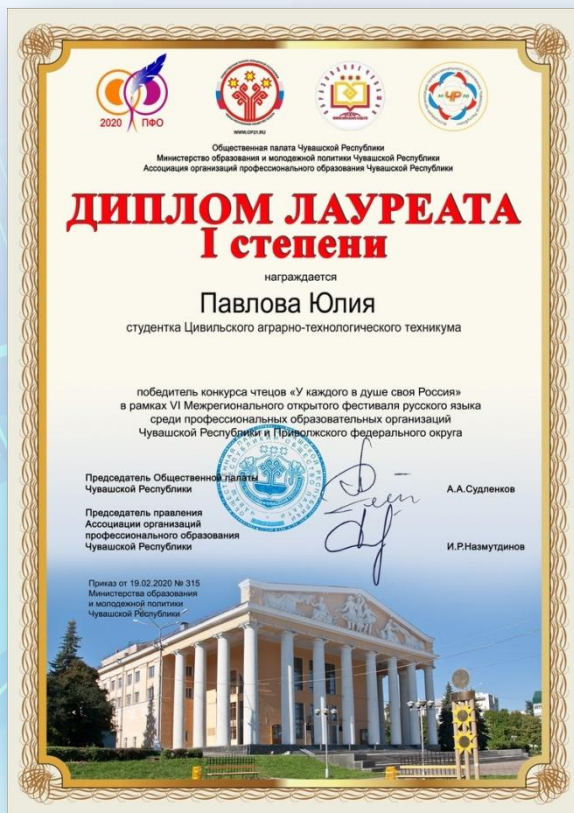 2020 ПФО
WWW.OP21.RU
ЧР
Общественная палата Чувашской Республики
Министерство образования и молодежной политики Чувашской Республики
Ассоциация организаций профессионального образования Чувашской Республики
ДИПЛОМ ЛАУРЕАТА
I степени
награждается
Павлова Юлия
студентка Цивильского аграрно-технологического техникума
победитель конкурса чтецов «У каждого в душе своя Россия»
в рамках VI Межрегионального открытого фестиваля русского языка
среди профессиональных образовательных организаций
Чувашской Республики и Приволжского федерального округа
Председатель Общественной палаты
Чувашской Республики
А.А.Судленков
Председатель правления
Ассоциации организаций
профессионального образования
Чувашской Республики
И.Р.Назмутдинов
Приказ от 19.02.2020 № 315
Министерства образования
и молодежной политики
Чувашской Республики